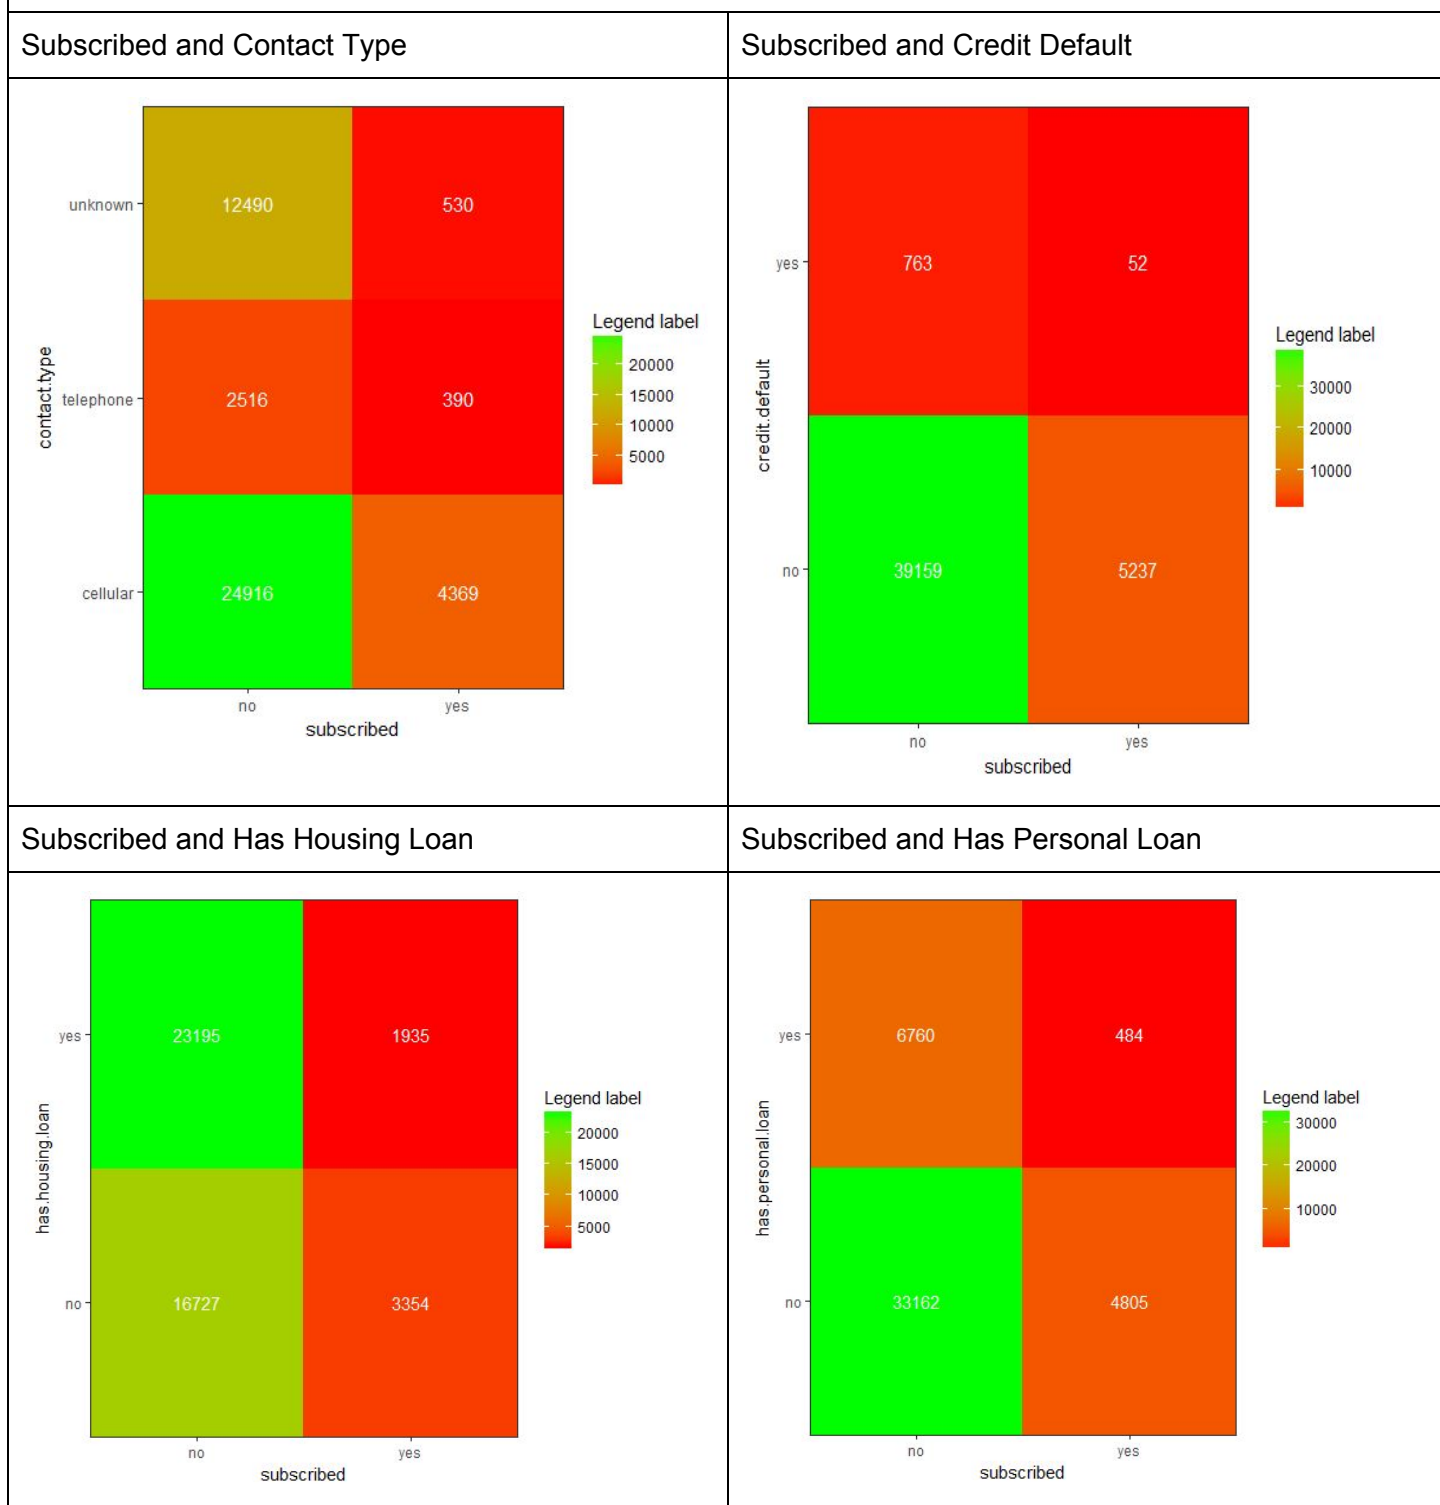 Subscribed and Contact Type
Subscribed and Credit Default
unknown
12490
530
telephone
2516
390
cellular
24916
4369
no
yes
subscribed
contact.type
Legend label
20000
15000
10000
5000
yes
763
52
no
39159
5237
no
yes
subscribed
credit.default
Legend label
30000
20000
10000
Subscribed and Has Housing Loan
Subscribed and Has Personal Loan
yes
23195
1935
no
16727
3354
no
yes
subscribed
has.housing.loan
Legend label
20000
15000
10000
5000
yes
6760
484
no
33162
4805
no
yes
subscribed
has.personal.loan
Legend label
30000
20000
10000